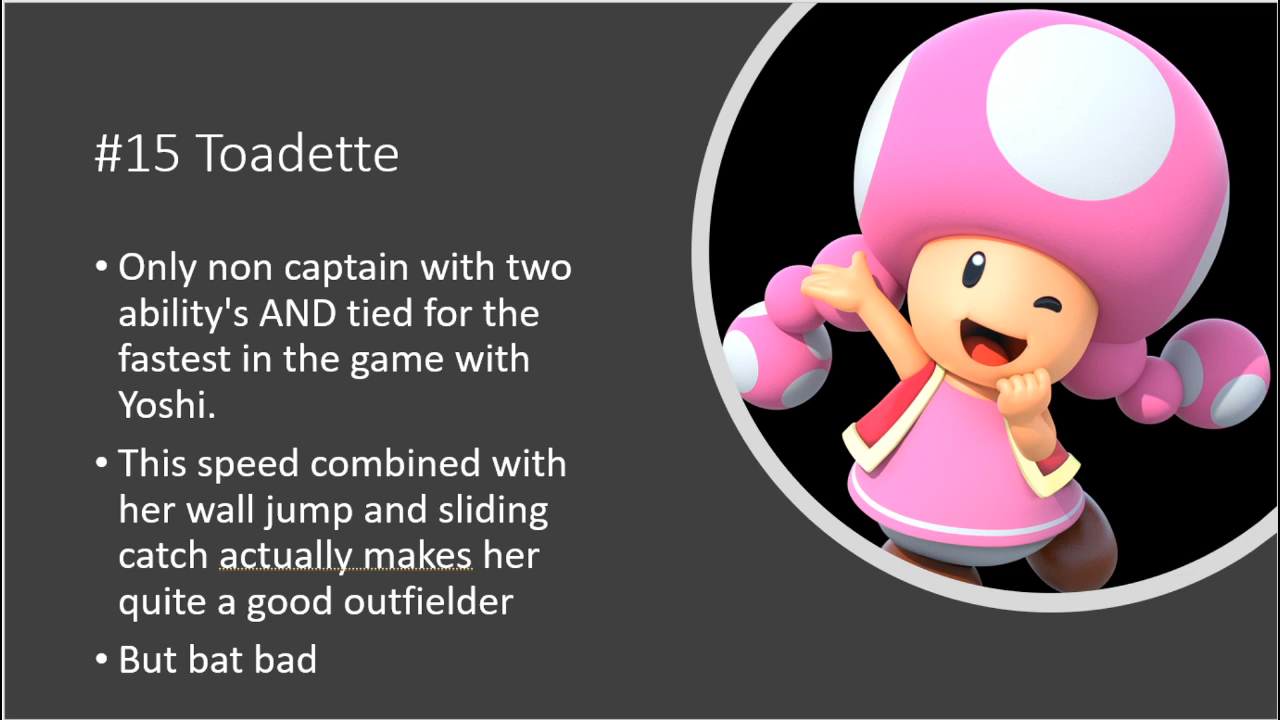 #15 Toadette
• Only non captain with two
ability's AND tied for the
fastest in the game with
Yoshi.
• This speed combined with
her wall jump and sliding
catch actually makes her
quite a good outfielder
• But bat bad